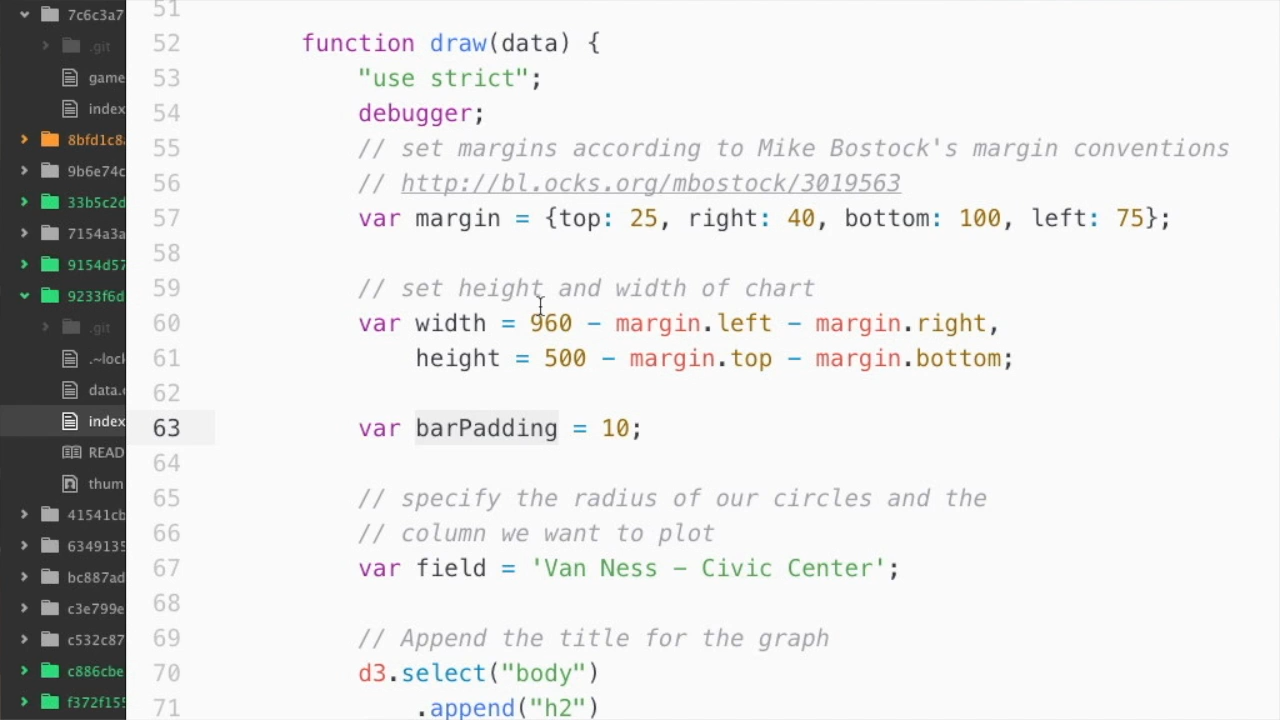 7c6c3a7
.git
game
index
8bfd1c8
9b6e74c
33b5c2d
7154a3a
9154d57
9233f6d
.git
.~lock
data.
index
READ
thum
41541cb
6349135
bc887ad
c3e799e
c532c87
c886cbe
f372f155
51
52 function draw(data) {
53 "use strict";
54 debugger;
55 // set margins according to Mike Bostock's margin conventions
56 // http://bl.ocks.org/mbostock/3019563
57 var margin = {top: 25, right: 40, bottom: 100, left: 75};
58
59 // set height and width of chart
60 var width = 960 - margin.left - margin.right,
61 height = 500 - margin.top - margin.bottom;
62
63 var barPadding = 10;
64
65 // specify the radius of our circles and the
66 // column we want to plot
67 var field = 'Van Ness - Civic Center';
68
69 // Append the title for the graph
70 d3.select("body")
71 .append("h2")